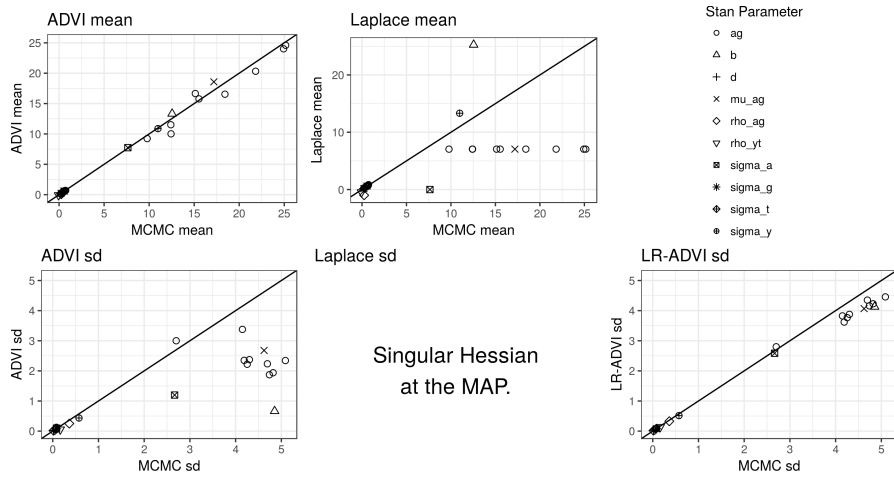 ADVI mean
Laplace mean
Stan Parameter
ag
b
d
mu_ag
rho_ag
rho_yt
sigma_a
sigma_g
sigma_t
sigma_y
25
20
15
10
5
0
ADVI mean
0 5 10 15 20 25
MCMC mean
20
10
0
Laplace mean
0 5 10 15 20 25
MCMC mean
ADVI sd
Laplace sd
LR-ADVI sd
5
4
3
2
1
0
ADVI sd
0 1 2 3 4 5
MCMC sd
Singular Hessian
at the MAP.
5
4
3
2
1
0
LR-ADVI sd
0 1 2 3 4 5
MCMC sd